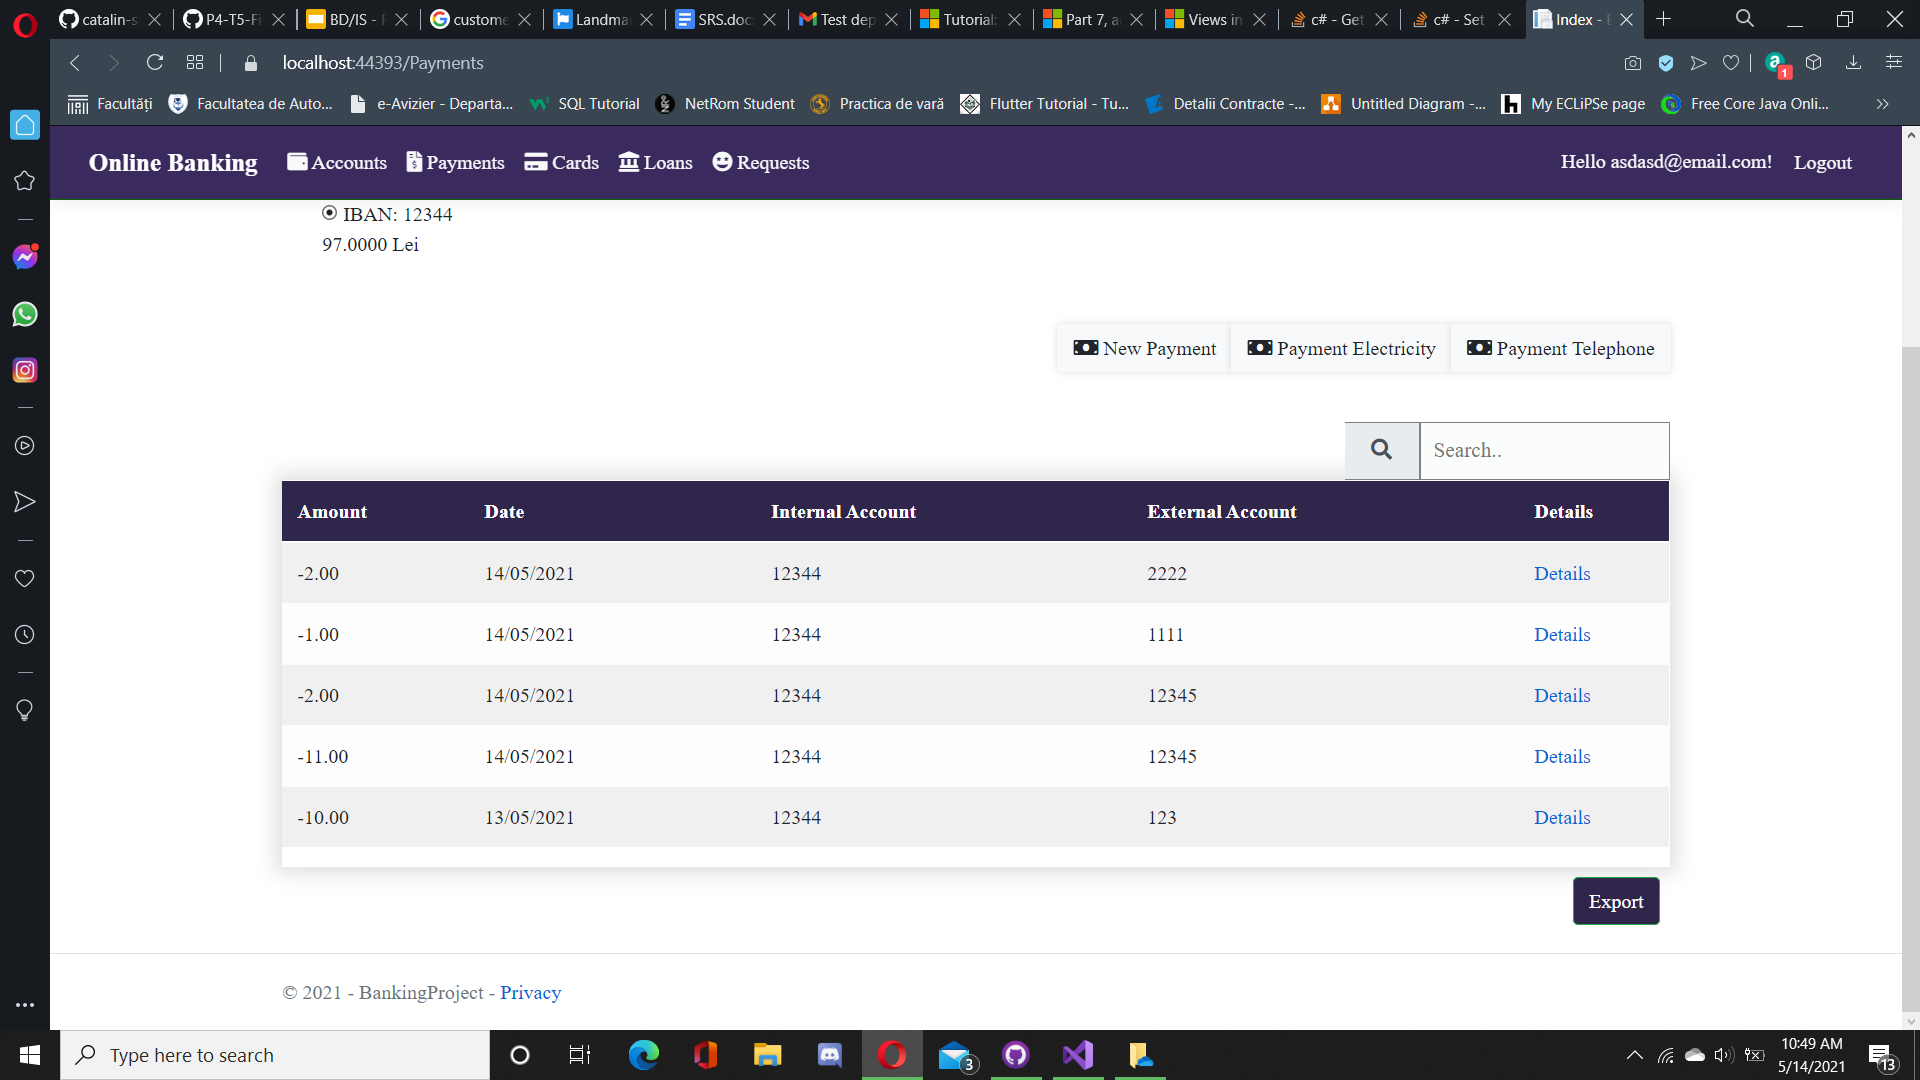 catalin-s P4-T5-Fi BD/IS - F custome Landma SRS.doc Test dep Tutorial: Part 7, a Views in c# - Get c# - Set Index - B
localhost:44393/Payments
1
Facultăți Facultatea de Auto... e-Avizier - Departa... SQL Tutorial NetRom Student Practica de vară Flutter Tutorial - Tu... Detalii Contracte -... Untitled Diagram -... My ECLiPSe page Free Core Java Onli...
Online Banking Accounts Payments Cards Loans Requests Hello asdasd@email.com! Logout
IBAN: 12344
97.0000 Lei
New Payment Payment Electricity Payment Telephone
Search..
Amount Date Internal Account External Account Details
-2.00 14/05/2021 12344 2222 Details
-1.00 14/05/2021 12344 1111 Details
-2.00 14/05/2021 12344 12345 Details
-11.00 14/05/2021 12344 12345 Details
-10.00 13/05/2021 12344 123 Details
Export
© 2021 - BankingProject - Privacy
Type here to search
3
10:49 AM
5/14/2021
13